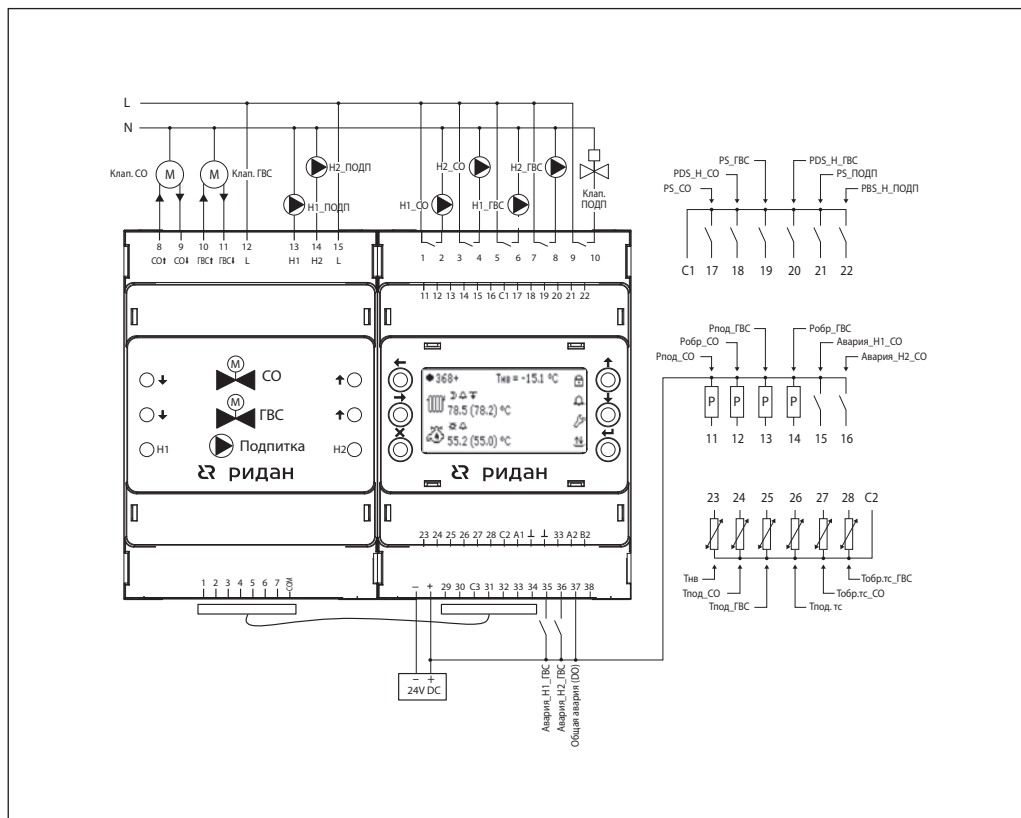 L
N
Клап. СО
M
M
Клап. ГВС
Н2_ПОДП
Н1_ПОДП
Н2_СО
Н2_ГВС
Н1_СО
Н1_ГВС
Клап.
ПОДП
8 9 10 11 12 13 14 15
СО⬆ СО⬇ ГВС⬆ ГВС⬇ L H1 H2 L
1 2 3 4 5 6 7 8 9 10
11 12 13 14 15 16 C1 17 18 19 20 21 22
M
СО
M
ГВС
H1
Подпитка
H2
ридан
368+ Тнв = -15.1 °C
78.5 (78.2) °C
55.2 (55.0) °C
ридан
23 24 25 26 27 28 C2 A1 ⊥ ⊥ 33 A2 B2
1 2 3 4 5 6 7 COM
– + 29 30 C3 31 32 33 34 35 36 37 38
– +
24V DC
Авария_Н1_ГВС
Авария_Н2_ГВС
Общая авария (DO)
PS_ГВС
PDS_Н_СО
PS_СО
PDS_Н_ГВС
PS_ПОДП
PBS_Н_ПОДП
C1 17 18 19 20 21 22
Рпод_ГВС
Робр_СО
Рпод_СО
Робр_ГВС
Авария_Н1_СО
Авария_Н2_СО
P P P P
11 12 13 14 15 16
23 24 25 26 27 28 C2
Тнв
Тпод_СО
Тпод_ГВС
Тобр.тс_ГВС
Тобр.тс_СО
Тпод. тс